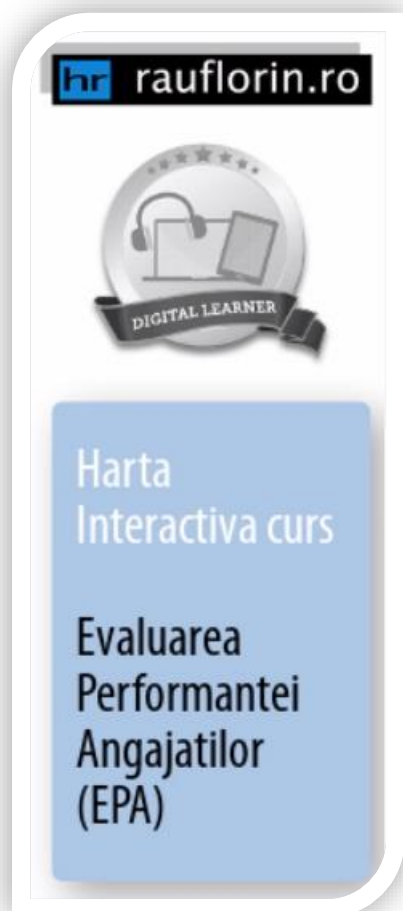 hr rauflorin.ro
DIGITAL LEARNER
Harta
Interactiva curs
Evaluarea
Performantei
Angajatilor
(EPA)